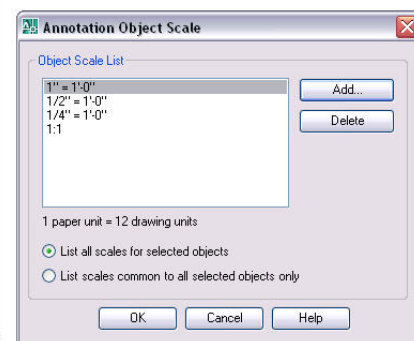 Annotation Object Scale
Object Scale List
1" = 1'-0"
1/2" = 1'-0"
1/4" = 1'-0"
1:1
Add...
Delete
1 paper unit = 12 drawing units
List all scales for selected objects
List scales common to all selected objects only
OK Cancel Help